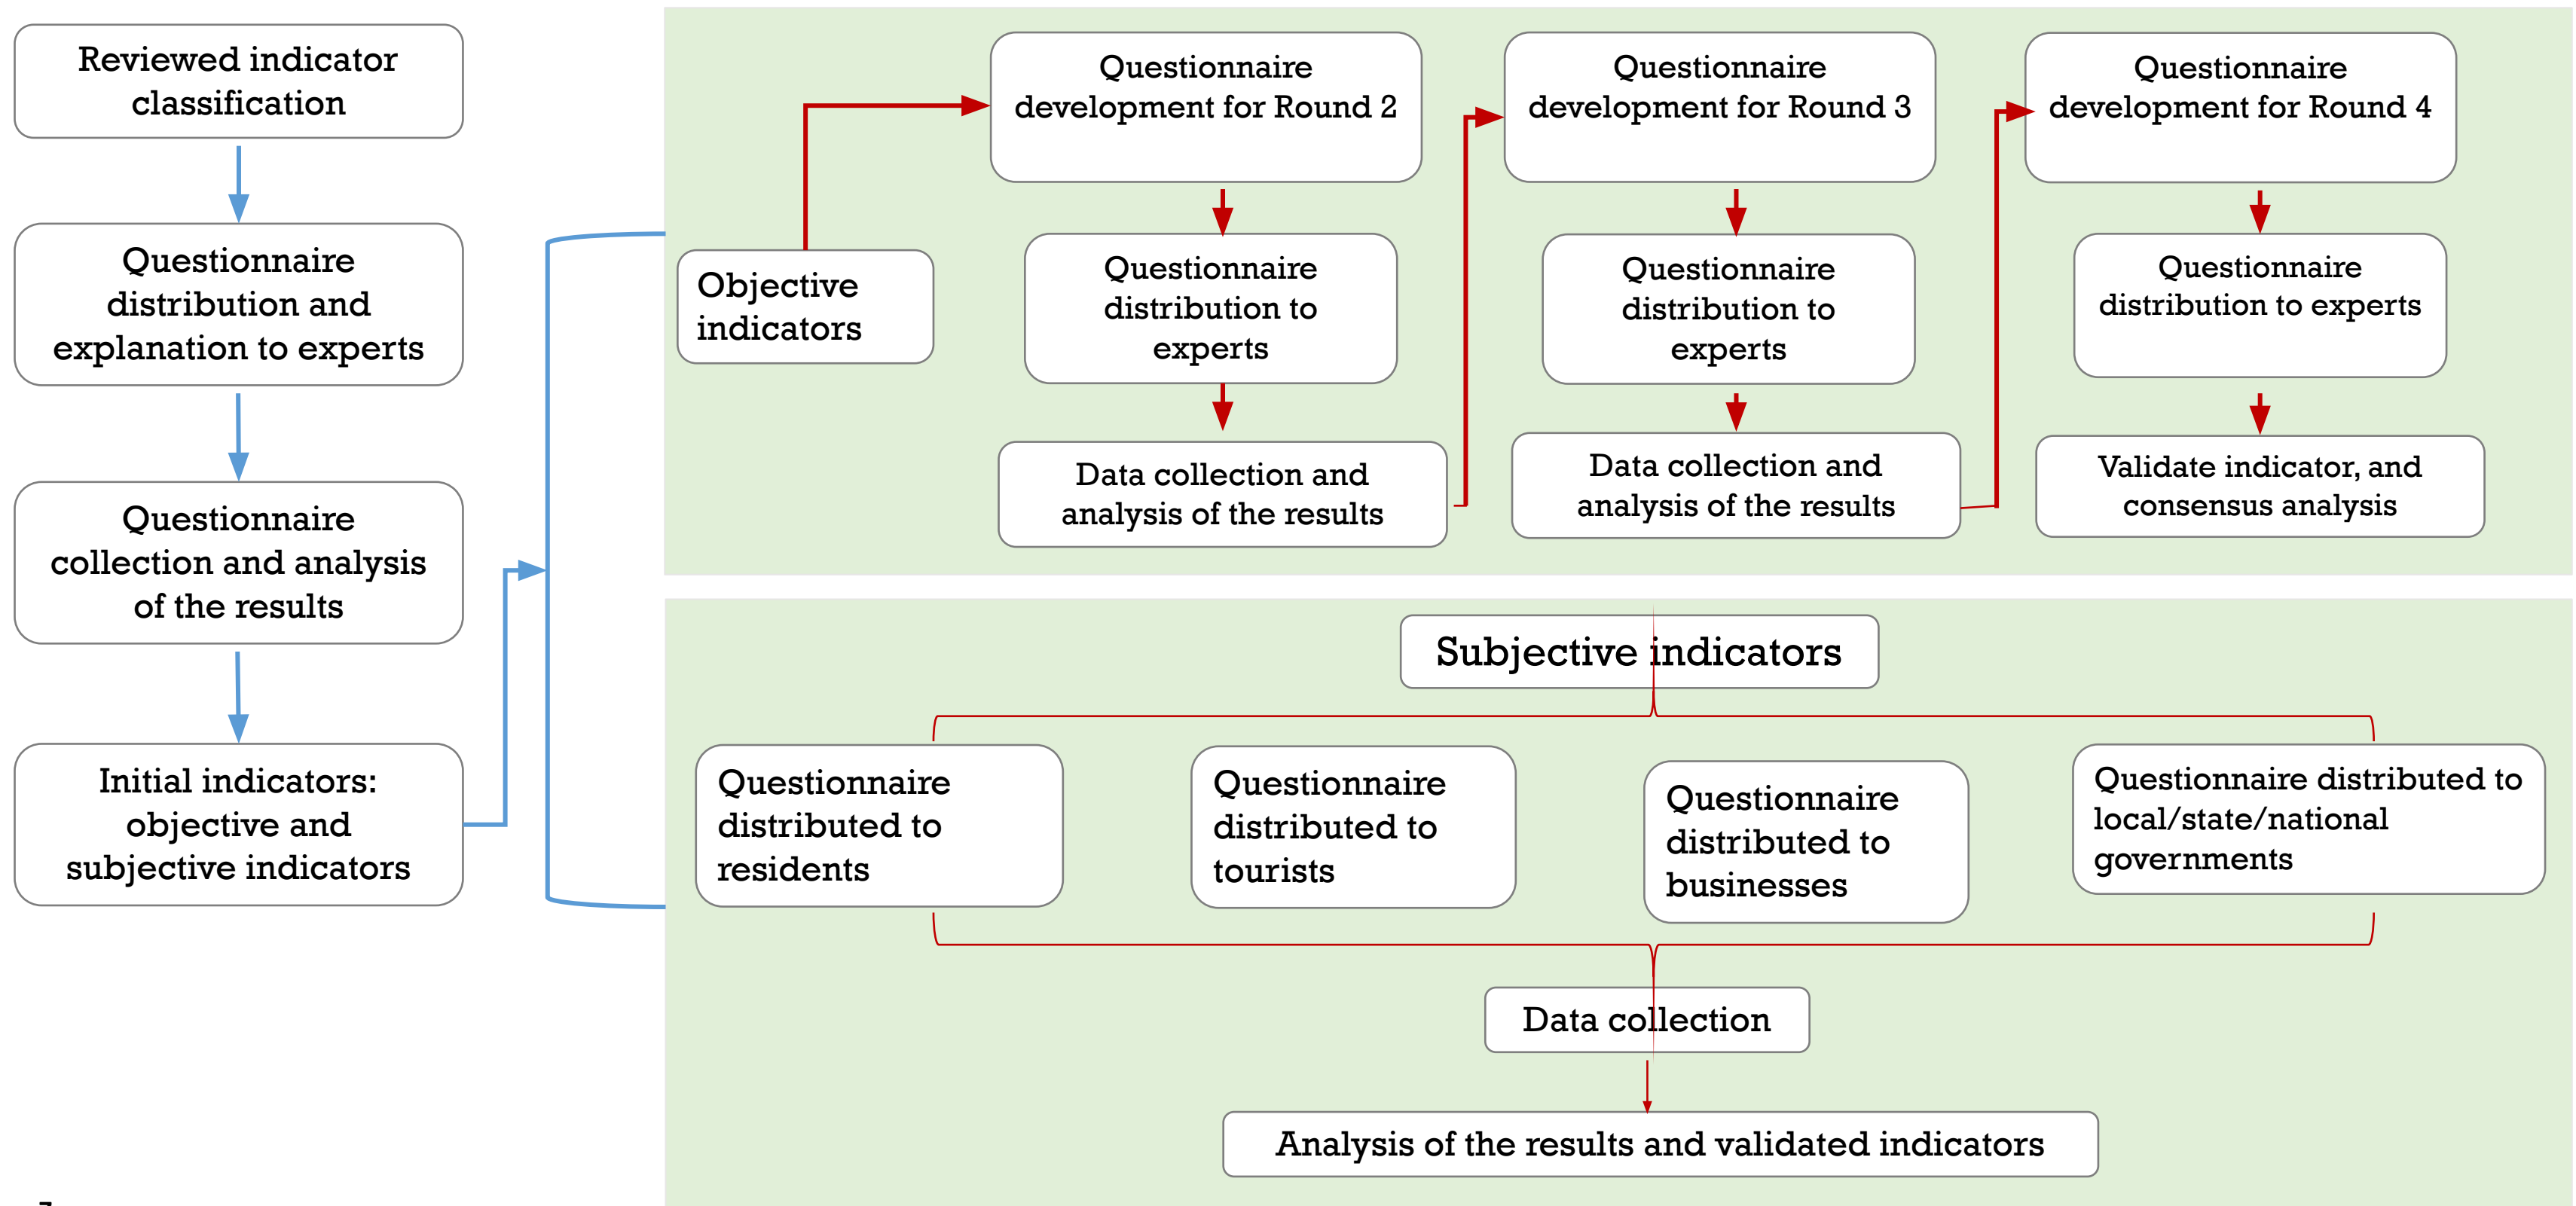 Reviewed indicator
classification
Questionnaire
distribution and
explanation to experts
Questionnaire
collection and analysis
of the results
Initial indicators:
objective and
subjective indicators
Objective
indicators
Questionnaire
development for Round 2
Questionnaire
distribution to
experts
Data collection and
analysis of the results
Questionnaire
development for Round 3
Questionnaire
distribution to
experts
Data collection and
analysis of the results
Questionnaire
development for Round 4
Questionnaire
distribution to experts
Validate indicator, and
consensus analysis
Subjective indicators
Questionnaire
distributed to
residents
Questionnaire
distributed to
tourists
Questionnaire
distributed to
businesses
Questionnaire distributed to
local/state/national
governments
Data collection
Analysis of the results and validated indicators